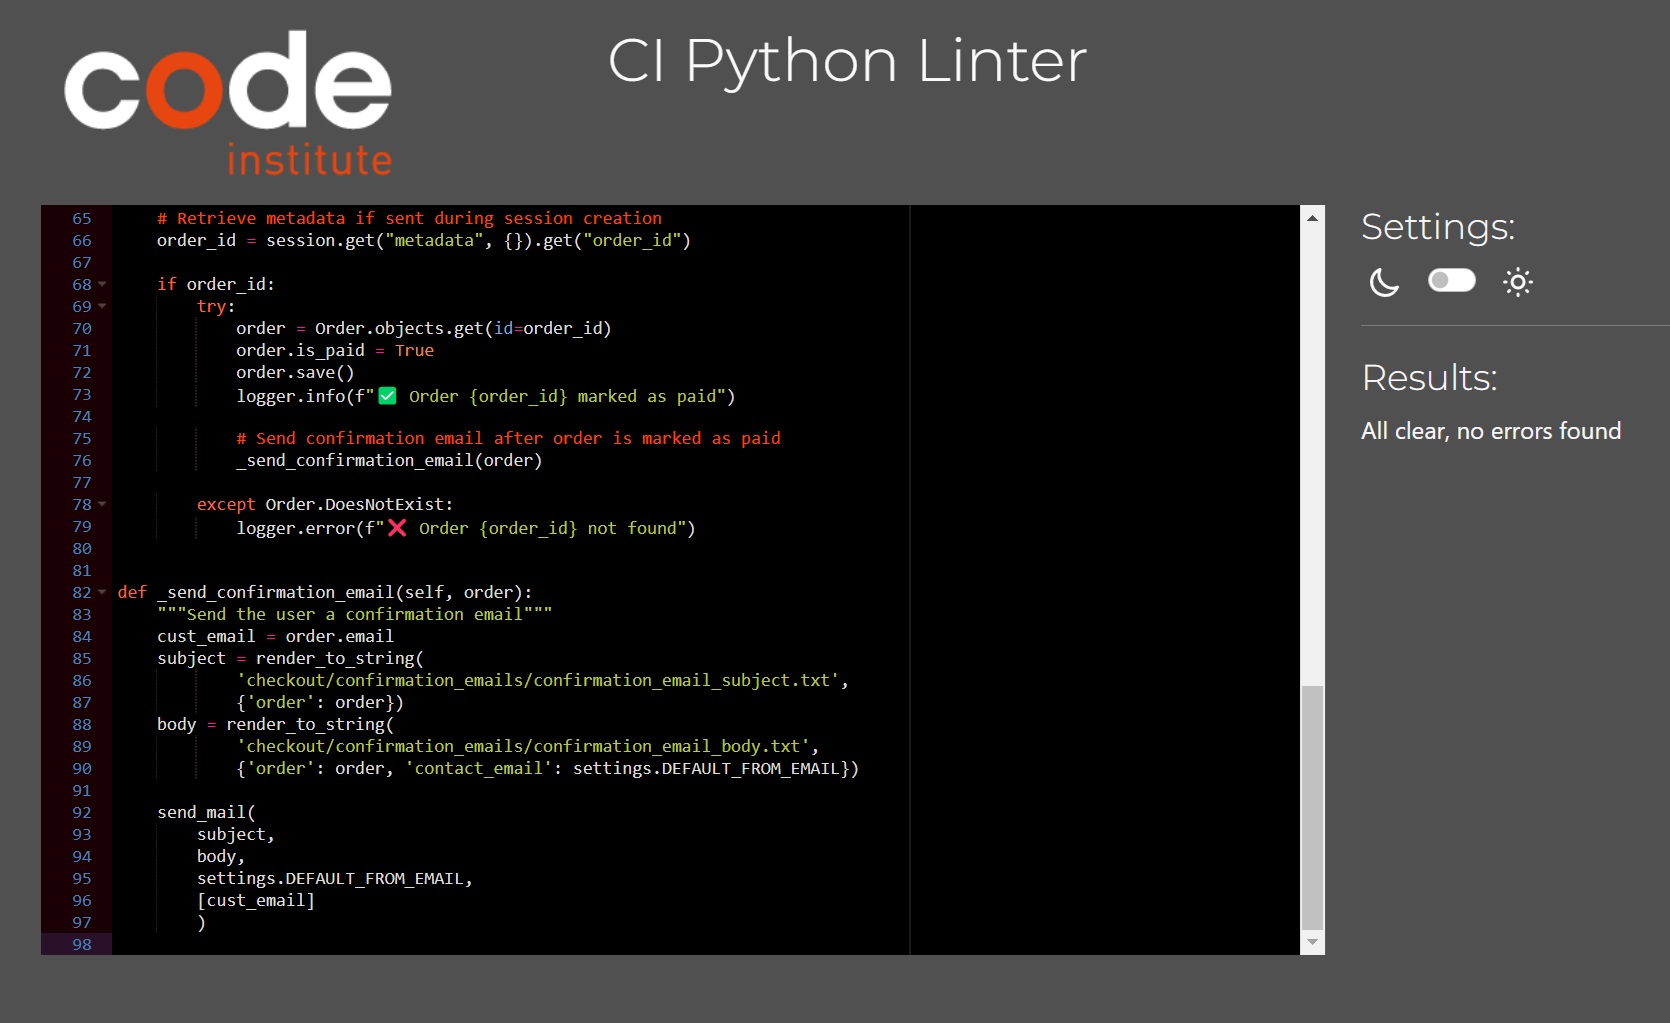 code
institute
CI Python Linter
65 # Retrieve metadata if sent during session creation
66 order_id = session.get("metadata", {}).get("order_id")
67
68 if order_id:
69 try:
70 order = Order.objects.get(id=order_id)
71 order.is_paid = True
72 order.save()
73 logger.info(f"✅ Order {order_id} marked as paid")
74
75 # Send confirmation email after order is marked as paid
76 _send_confirmation_email(order)
77
78 except Order.DoesNotExist:
79 logger.error(f"❌ Order {order_id} not found")
80
81
82 def _send_confirmation_email(self, order):
83 """Send the user a confirmation email"""
84 cust_email = order.email
85 subject = render_to_string(
86 'checkout/confirmation_emails/confirmation_email_subject.txt',
87 {'order': order})
88 body = render_to_string(
89 'checkout/confirmation_emails/confirmation_email_body.txt',
90 {'order': order, 'contact_email': settings.DEFAULT_FROM_EMAIL})
91
92 send_mail(
93 subject,
94 body,
95 settings.DEFAULT_FROM_EMAIL,
96 [cust_email]
97 )
98
Settings:
Results:
All clear, no errors found